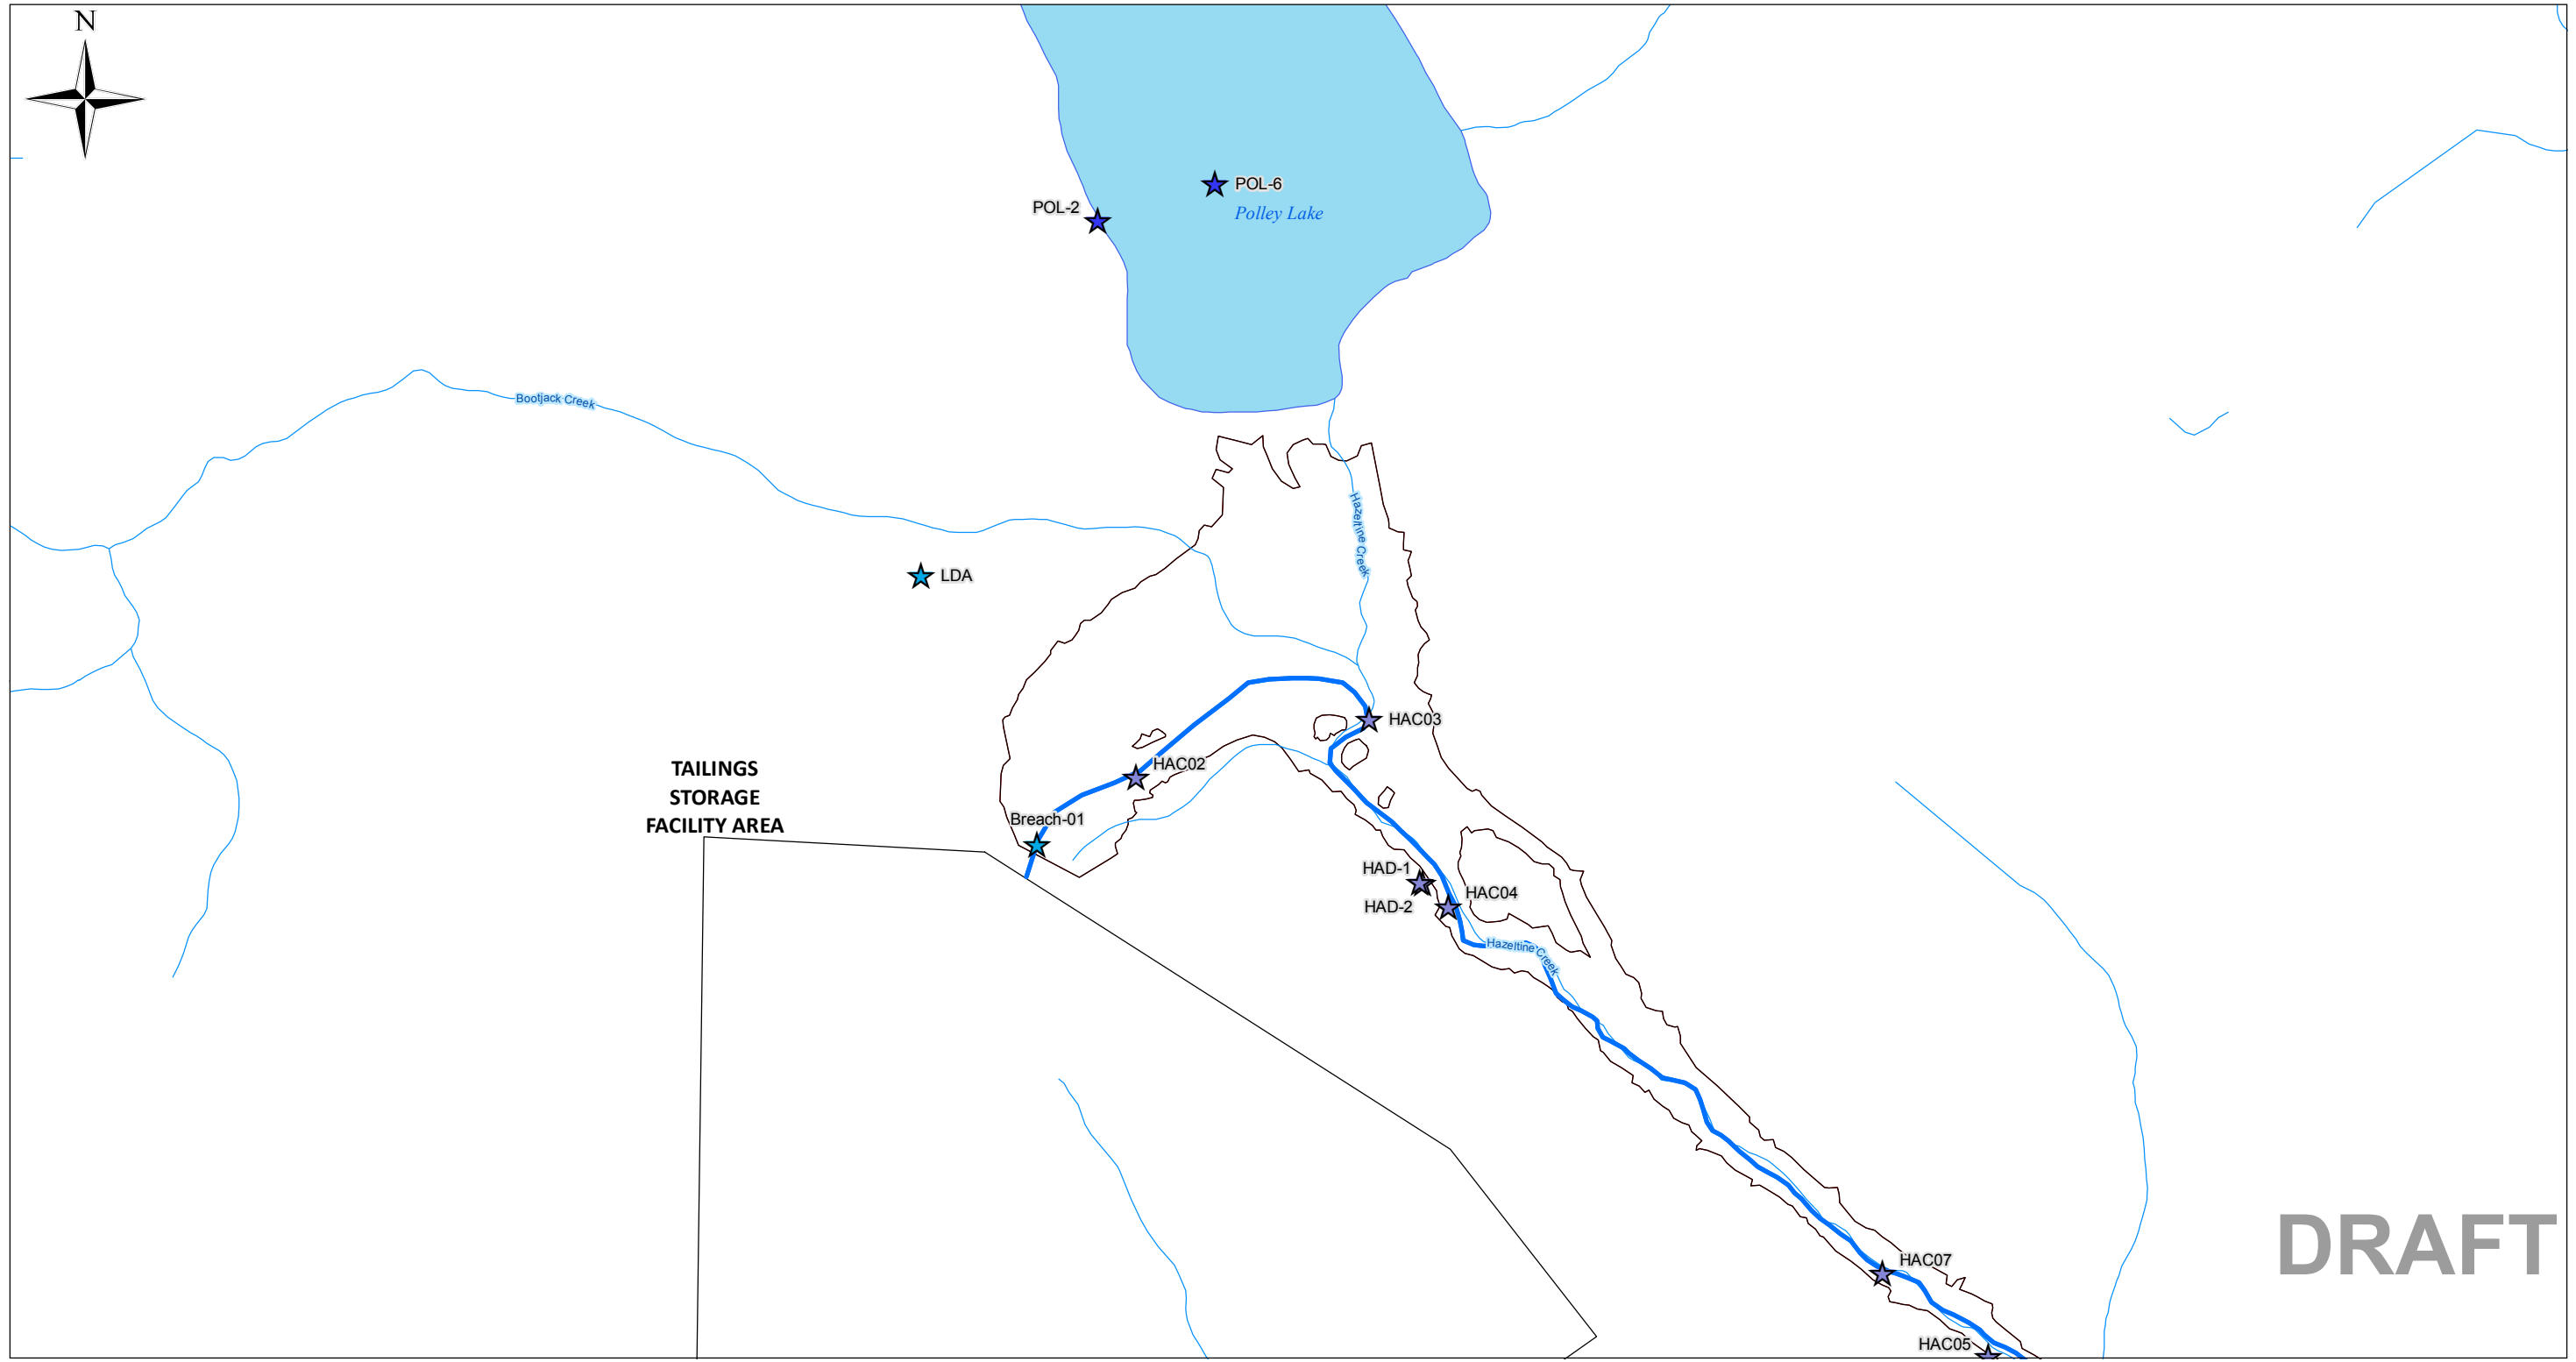 N
POL-6
POL-2
Polley Lake
Bootjack Creek
Hazeltine Creek
LDA
HAC03
HAC02
TAILINGS
STORAGE
FACILITY AREA
Breach-01
HAD-1
HAC04
HAD-2
Hazeltine Creek
DRAFT
HAC07
HAC05